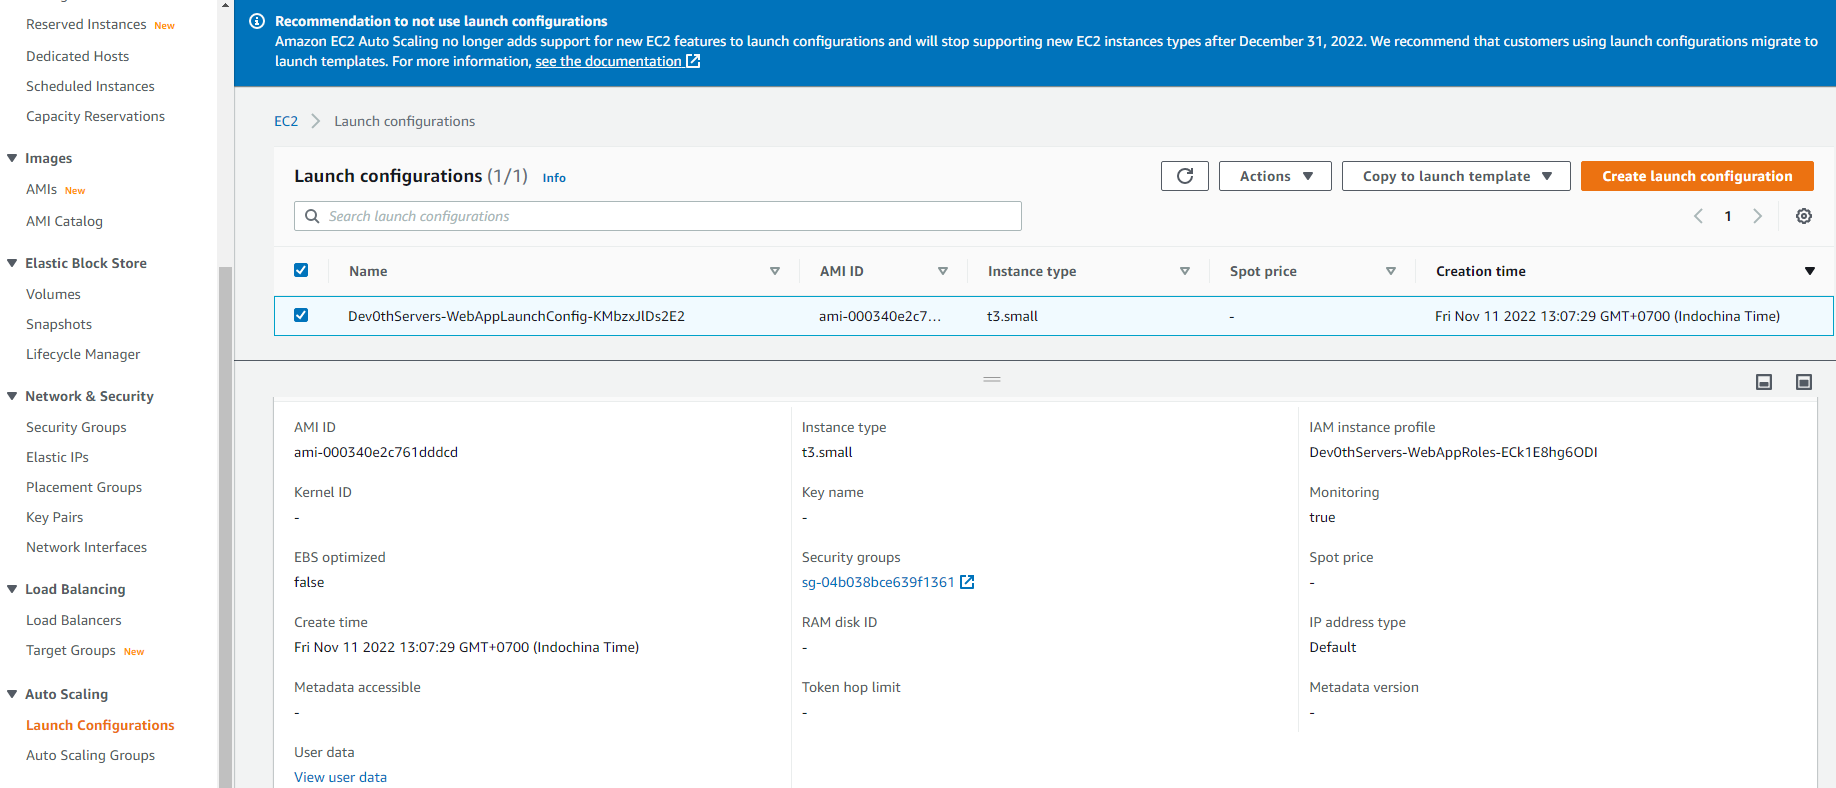 Reserved Instances New
Dedicated Hosts
Scheduled Instances
Capacity Reservations
Images
AMIs New
AMI Catalog
Elastic Block Store
Volumes
Snapshots
Lifecycle Manager
Network & Security
Security Groups
Elastic IPs
Placement Groups
Key Pairs
Network Interfaces
Load Balancing
Load Balancers
Target Groups New
Auto Scaling
Launch Configurations
Auto Scaling Groups
Recommendation to not use launch configurations
Amazon EC2 Auto Scaling no longer adds support for new EC2 features to launch configurations and will stop supporting new EC2 instances types after December 31, 2022. We recommend that customers using launch configurations migrate to
launch templates. For more information, see the documentation
EC2 Launch configurations
Launch configurations (1/1) Info
Actions
Copy to launch template
Create launch configuration
Search launch configurations
1
Name AMI ID Instance type Spot price Creation time
Dev0thServers-WebAppLaunchConfig-KMbzxJlDs2E2 ami-000340e2c7... t3.small - Fri Nov 11 2022 13:07:29 GMT+0700 (Indochina Time)
AMI ID
ami-000340e2c761dddcd
Kernel ID
-
EBS optimized
false
Create time
Fri Nov 11 2022 13:07:29 GMT+0700 (Indochina Time)
Metadata accessible
-
User data
View user data
Instance type
t3.small
Key name
-
Security groups
sg-04b038bce639f1361
RAM disk ID
-
Token hop limit
-
IAM instance profile
Dev0thServers-WebAppRoles-ECk1E8hg6ODI
Monitoring
true
Spot price
-
IP address type
Default
Metadata version
-